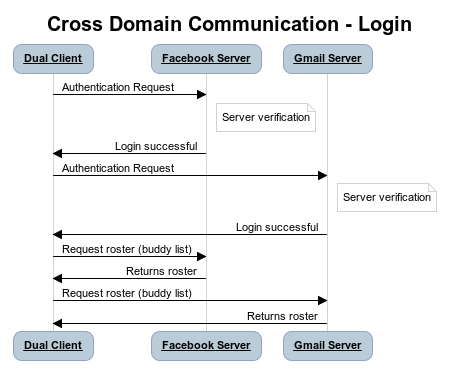 Cross Domain Communication - Login
Dual Client Facebook Server Gmail Server
Authentication Request
Server verification
Login successful
Authentication Request
Server verification
Login successful
Request roster (buddy list)
Returns roster
Request roster (buddy list)
Returns roster
Dual Client Facebook Server Gmail Server